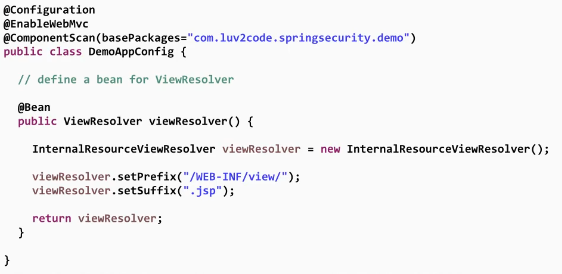 @Configuration
@EnableWebMvc
@ComponentScan(basePackages="com.luv2code.springsecurity.demo")
public class DemoAppConfig {
// define a bean for ViewResolver
@Bean
public ViewResolver viewResolver() {
InternalResourceViewResolver viewResolver = new InternalResourceViewResolver();
viewResolver.setPrefix("/WEB-INF/view/");
viewResolver.setSuffix(".jsp");
return viewResolver;
}
}